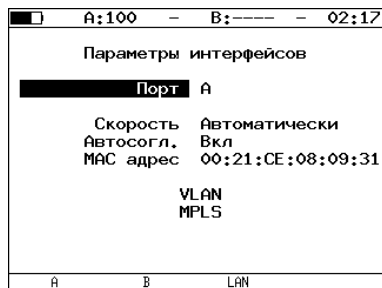 A:100 – B:---- – 02:17
Параметры интерфейсов
Порт A
Скорость Автоматически
Автосогл. Вкл
MAC адрес 00:21:CE:08:09:31
VLAN
MPLS
A B LAN